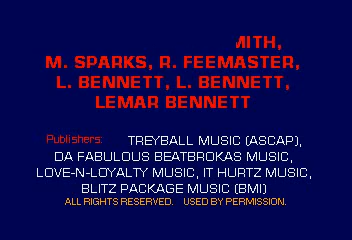 M. SPARKS, R. FEEMASTER,
L. BENNETT, L. BENNETT,
LEMAR BENNETT
Publishers: TREYBALL MUSIC (ASCAP),
DA FABULOUS BEATBROKAS MUSIC,
LOVE-N-LOYALTY MUSIC, IT HURTZ MUSIC,
BLITZ PACKAGE MUSIC (BMI)
ALL RIGHTS RESERVED. USED BY PERMISSION.